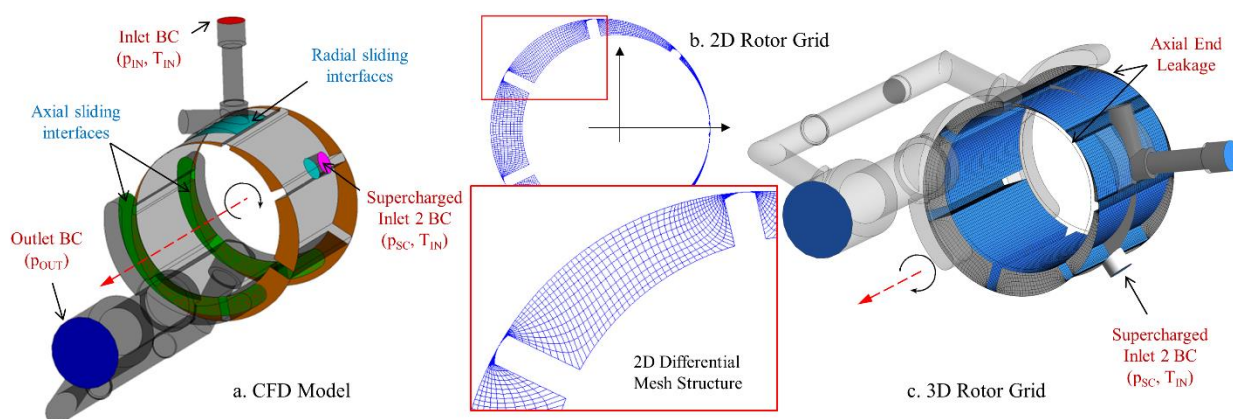 Inlet BC
(pIN, TIN)
Radial sliding
interfaces
Axial sliding
interfaces
Supercharged
Inlet 2 BC
(pSC, TIN)
Outlet BC
(pOUT)
a. CFD Model
b. 2D Rotor Grid
2D Differential
Mesh Structure
Axial End
Leakage
Supercharged
Inlet 2 BC
(pSC, TIN)
c. 3D Rotor Grid